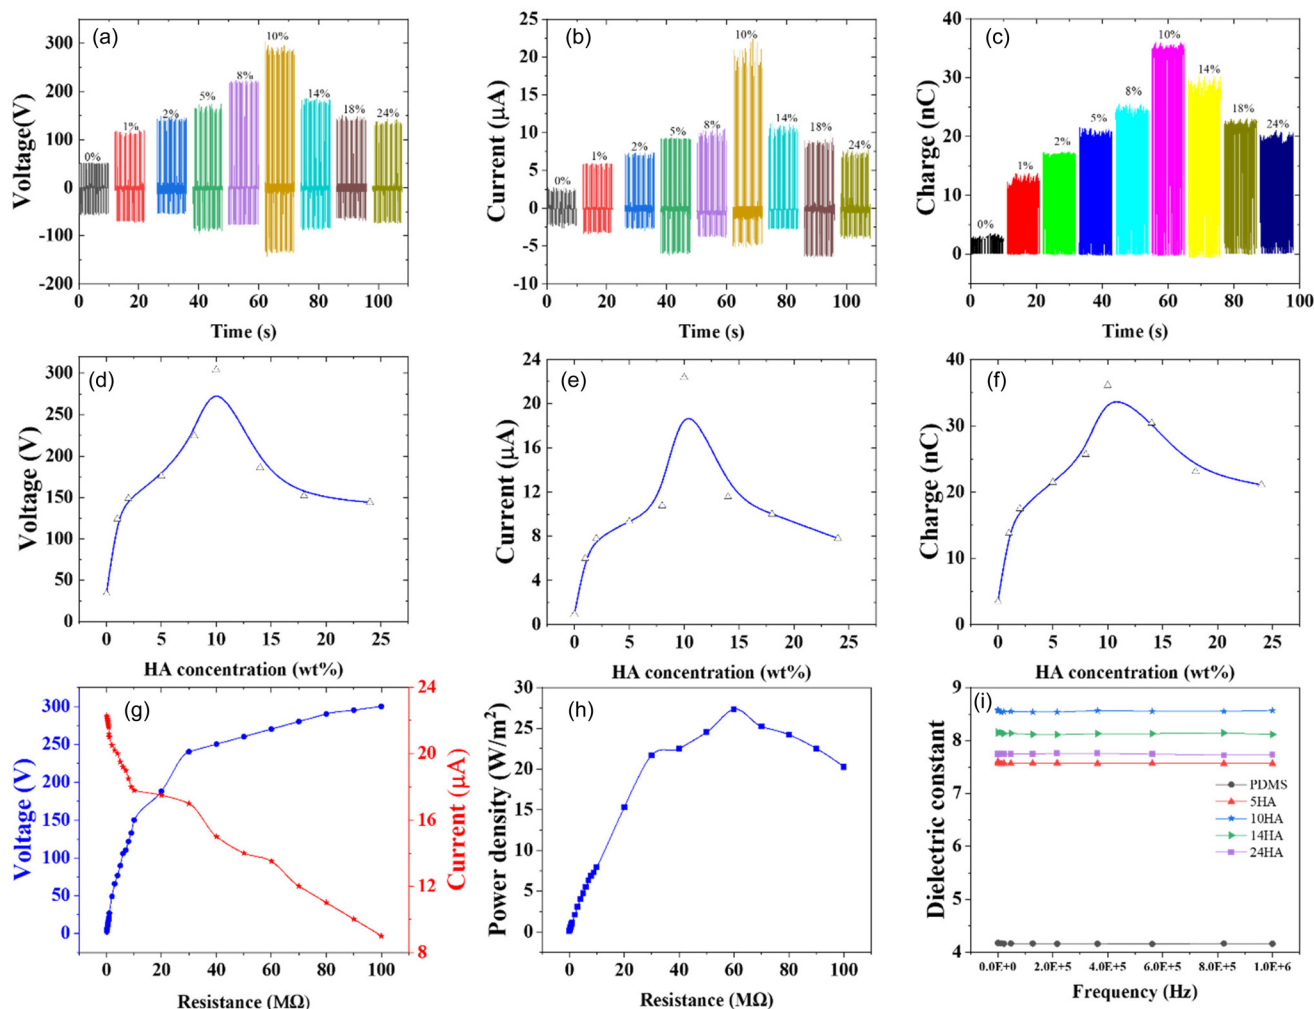 (a)
Voltage(V)
300
200
100
0
-100
-200
0%
1%
2%
5%
8%
10%
14%
18%
24%
0 20 40 60 80 100
Time (s)
(b)
Current (μA)
25
20
15
10
5
0
-5
-10
0%
1%
2%
5%
8%
10%
14%
18%
24%
0 20 40 60 80 100
Time (s)
(c)
Charge (nC)
40
30
20
10
0
0%
1%
2%
5%
8%
10%
14%
18%
24%
0 20 40 60 80 100
Time (s)
(d)
Voltage (V)
300
250
200
150
100
50
0
0 5 10 15 20 25
HA concentration (wt%)
(e)
Current (μA)
24
20
16
12
8
4
0
0 5 10 15 20 25
HA concentration (wt%)
(f)
Charge (nC)
40
30
20
10
0
0 5 10 15 20 25
HA concentration (wt%)
(g)
Voltage (V)
300
250
200
150
100
50
0
24
20
16
12
8
Current (μA)
0 20 40 60 80 100
Resistance (MΩ)
(h)
Power density (W/m²)
30
25
20
15
10
5
0
0 20 40 60 80 100
Resistance (MΩ)
(i)
Dielectric constant
9
8
7
6
5
4
PDMS
5HA
10HA
14HA
24HA
0.0E+0 2.0E+5 4.0E+5 6.0E+5 8.0E+5 1.0E+6
Frequency (Hz)